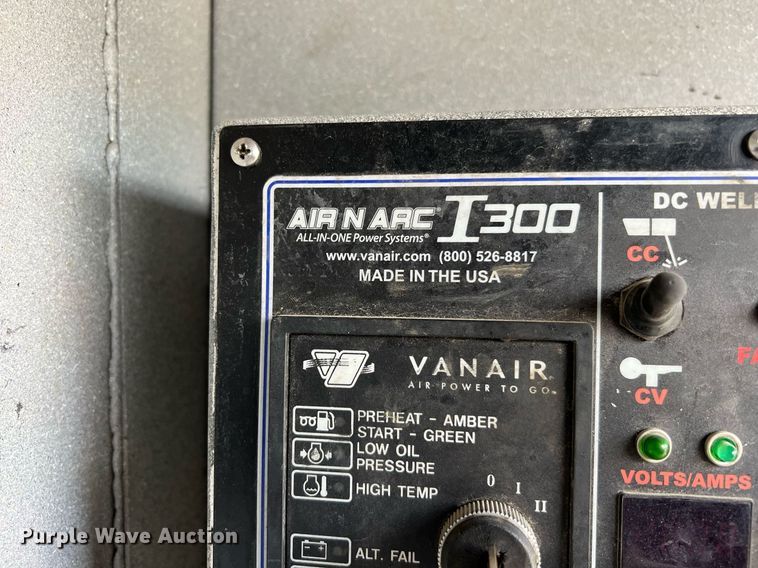 AIR N ARC® I 300
ALL-IN-ONE Power Systems®
www.vanair.com (800) 526-8817
MADE IN THE USA
DC
CC
CV
VOLTS/AMPS
VANAIR
AIR POWER TO GO
PREHEAT - AMBER
START - GREEN
LOW OIL
PRESSURE
HIGH TEMP
0 I II
ALT. FAIL
Purple Wave Auction